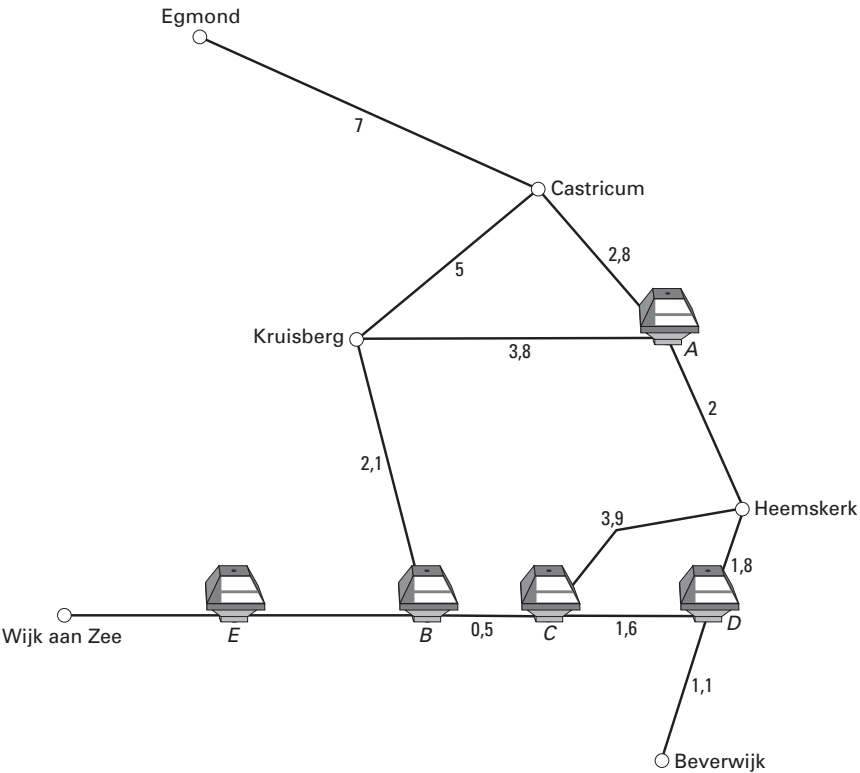 Egmond
7
Castricum
2,8
5
Kruisberg
3,8
A
2
2,1
Heemskerk
3,9
1,8
Wijk aan Zee
E
B
0,5
C
1,6
D
1,1
Beverwijk